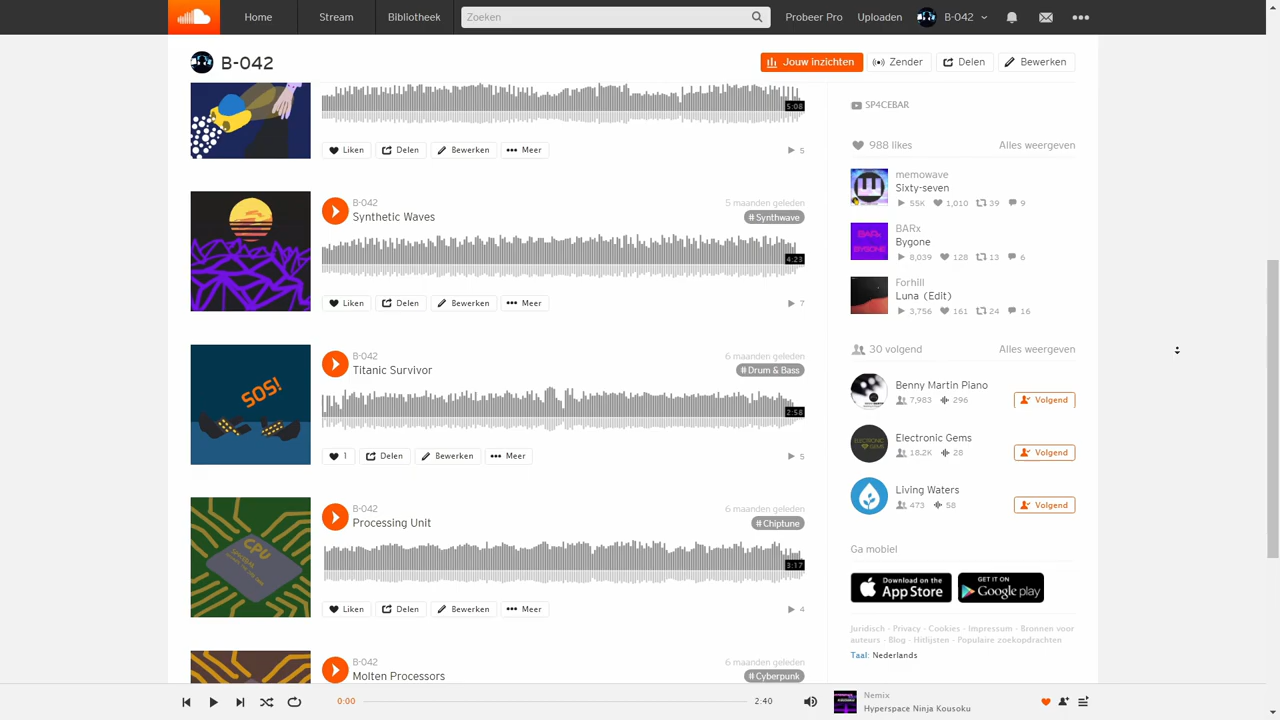 Home
Stream
Bibliotheek
Zoeken
Probeer Pro
Uploaden
B-042
B-042
Jouw inzichten
Zender
Delen
Bewerken
5:08
Liken
Delen
Bewerken
Meer
5
B-042
5 maanden geleden
Synthetic Waves
# Synthwave
4:23
Liken
Delen
Bewerken
Meer
7
B-042
6 maanden geleden
Titanic Survivor
# Drum & Bass
SOS!
2:58
1
Delen
Bewerken
Meer
5
B-042
6 maanden geleden
Processing Unit
# Chiptune
CPU
3:17
Liken
Delen
Bewerken
Meer
4
B-042
6 maanden geleden
Molten Processors
# Cyberpunk
SP4CEBAR
988 likes
Alles weergeven
memowave
Sixty-seven
55K 1,010 39 9
BARx
Bygone
BARx
BYGONE
8,039 128 13 6
Forhill
Luna (Edit)
3,756 161 24 16
30 volgend
Alles weergeven
Benny Martin Piano
7,983 296
Volgend
Electronic Gems
ELECTRONIC
GEMS
18.2K 28
Volgend
Living Waters
473 58
Volgend
Ga mobiel
Download on the
App Store
GET IT ON
Google play
Juridisch - Privacy - Cookies - Impressum - Bronnen voor
auteurs - Blog - Hitlijsten - Populaire zoekopdrachten
Taal: Nederlands
0:00
2:40
Nemix
Hyperspace Ninja Kousoku